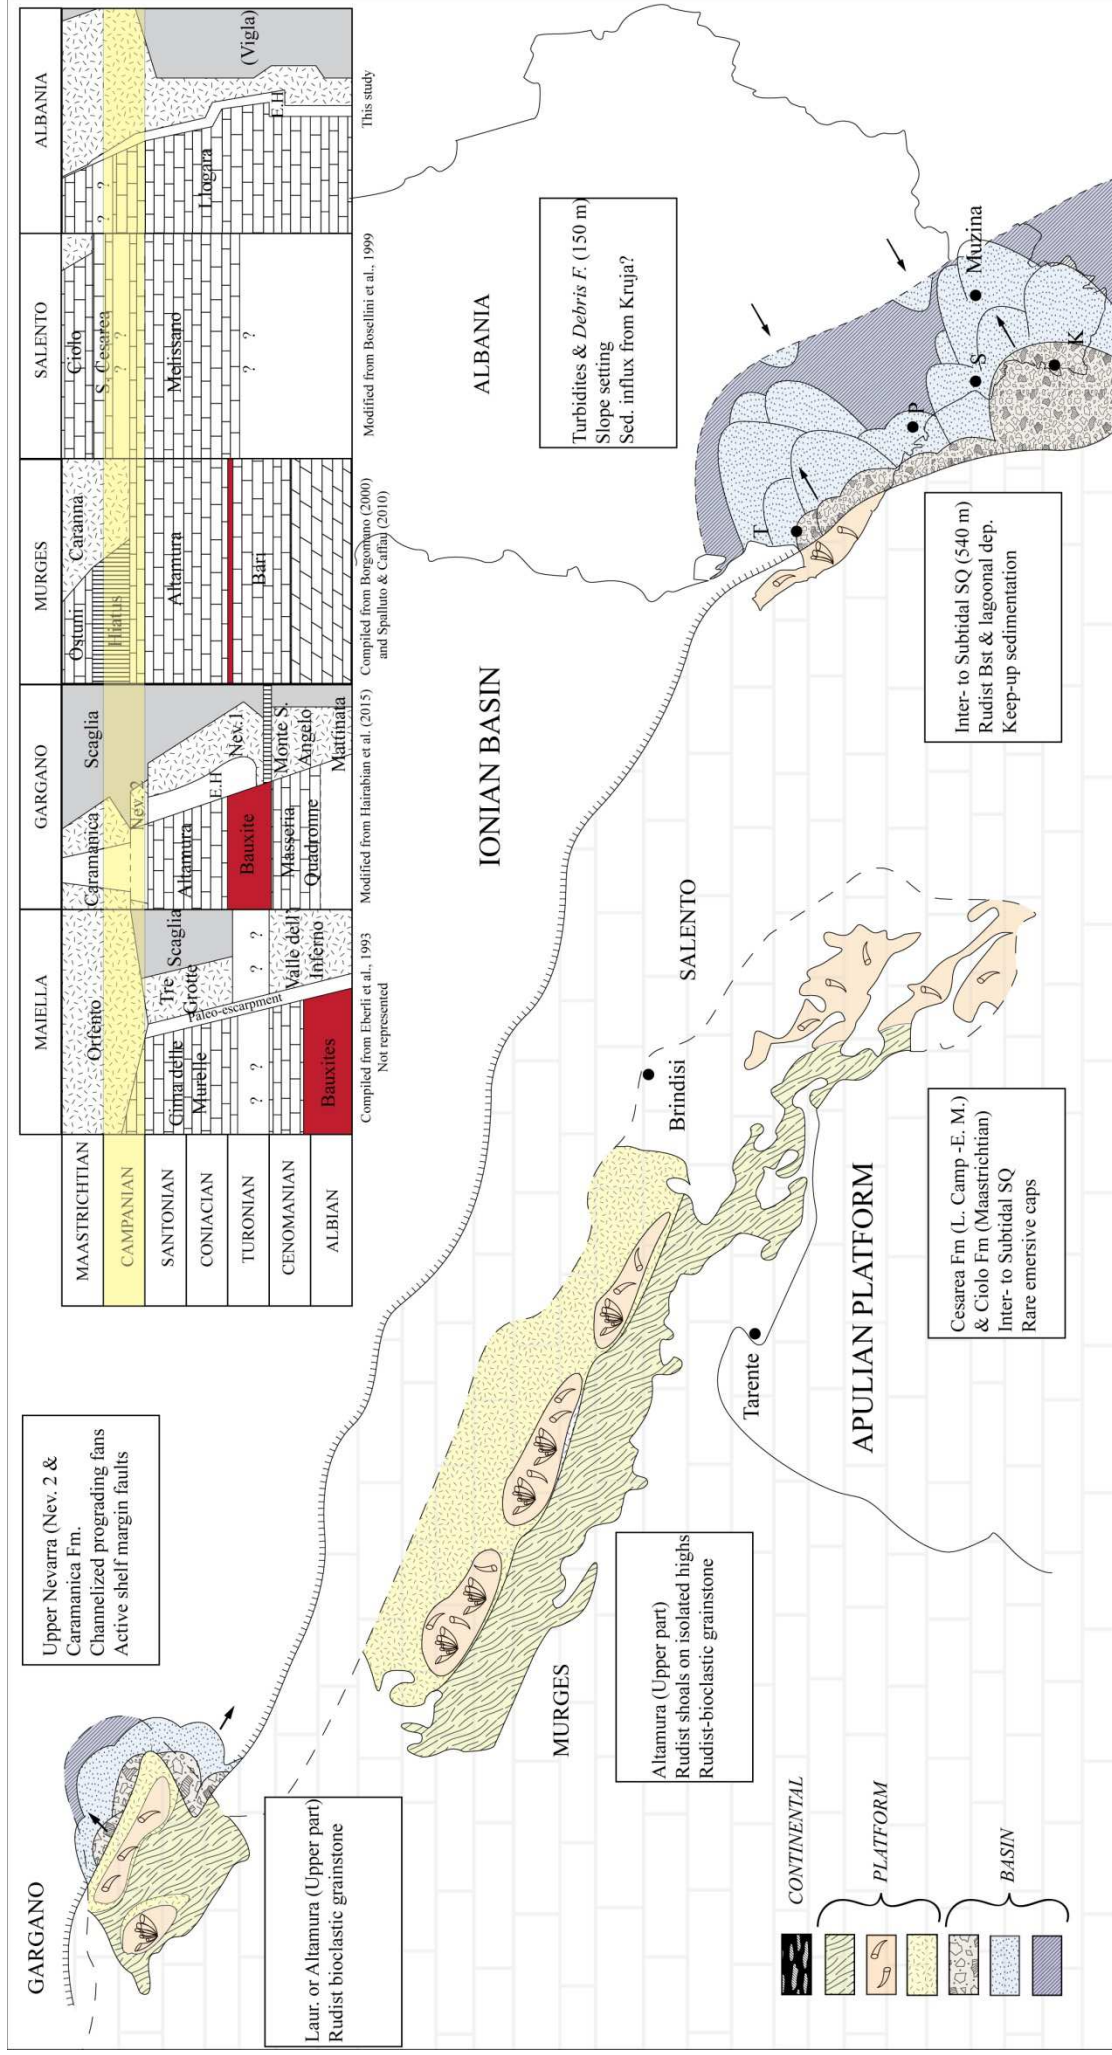 MAIELLA
GARGANO
MURGES
SALENTO
ALBANIA
MAASTRICHTIAN
CAMPANIAN
SANTONIAN
CONIACIAN
TURONIAN
CENOMANIAN
ALBIAN
Orfento
Cima delle
Murelle
Tre
Grotte
Scaglia
Paleo-escarpment
? ?
? ?
Valle dell'
Inferno
Bauxites
Caramanica
Scaglia
Nev. 2
Altamura
E.H
Nev.1
Bauxite
Masseria
Quadronne
Monte S.
Angelo
Mattinata
Ostuni
Caranna
Hiatus
Altamura
Bari
Ciolo
S. Cesarea
? ?
Melissano
? ?
? ?
Llogara
E.H
(Vigla)
Compiled from Eberli et al., 1993
Not represented
Modified from Hairabian et al. (2015)
Compiled from Borgomano (2000)
and Spalluto & Caffau (2010)
Modified from Bosellini et al., 1999
This study
Upper Nevarra (Nev. 2 &
Caramanica Fm.
Channelized prograding fans
Active shelf margin faults
GARGANO
Laur. or Altamura (Upper part)
Rudist bioclastic grainstone
IONIAN BASIN
ALBANIA
Turbidites & Debris F. (150 m)
Slope setting
Sed. influx from Kruja?
T
P
S
Muzina
K
Inter- to Subtidal SQ (540 m)
Rudist Bst & lagoonal dep.
Keep-up sedimentation
SALENTO
Brindisi
MURGES
Altamura (Upper part)
Rudist shoals on isolated highs
Rudist-bioclastic grainstone
Tarente
APULIAN PLATFORM
Cesarea Fm (L. Camp -E. M.)
& Ciolo Fm (Maastrichtian)
Inter- to Subtidal SQ
Rare emersive caps
CONTINENTAL
PLATFORM
BASIN